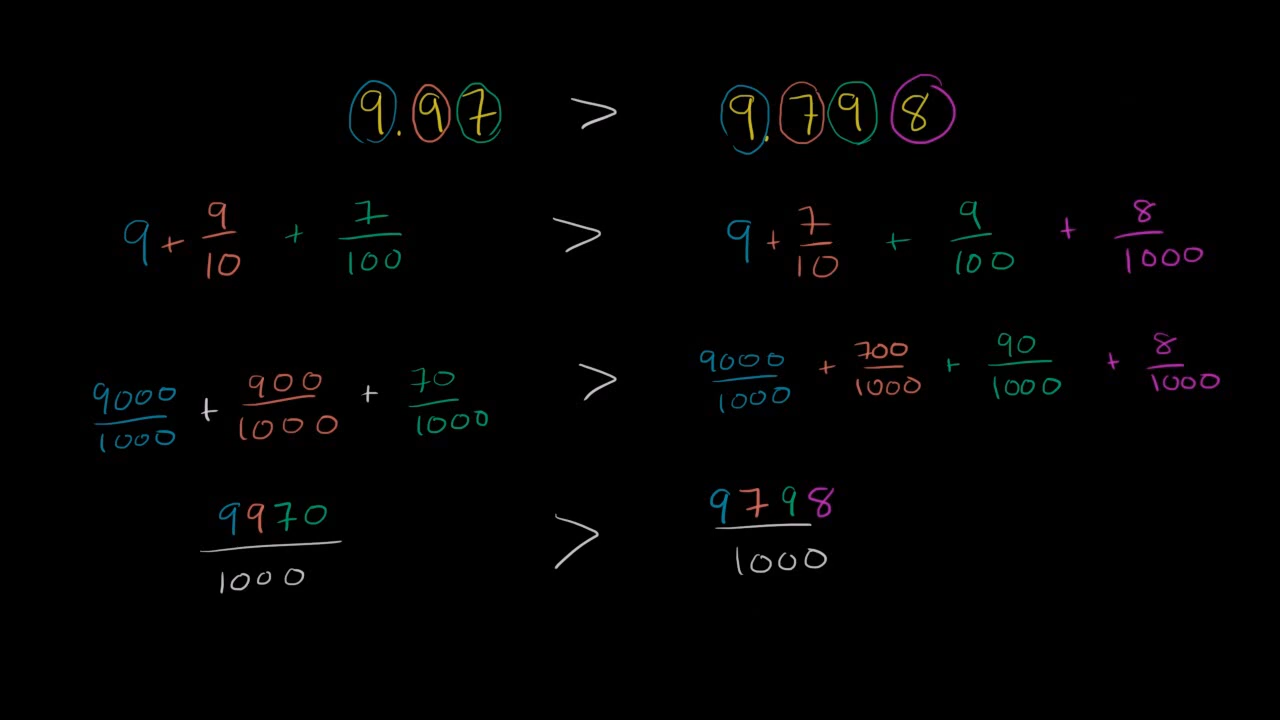 9.97 > 9.798
9 + 9/10 + 7/100 > 9 + 7/10 + 9/100 + 8/1000
9000/1000 + 900/1000 + 70/1000 > 9000/1000 + 700/1000 + 90/1000 + 8/1000
9970/1000 > 9798/1000